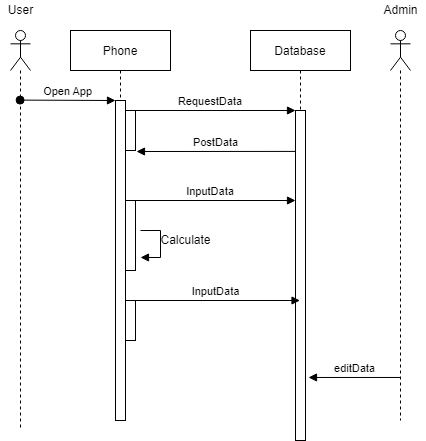 User
Admin
Phone
Database
Open App
RequestData
PostData
InputData
Calculate
InputData
editData